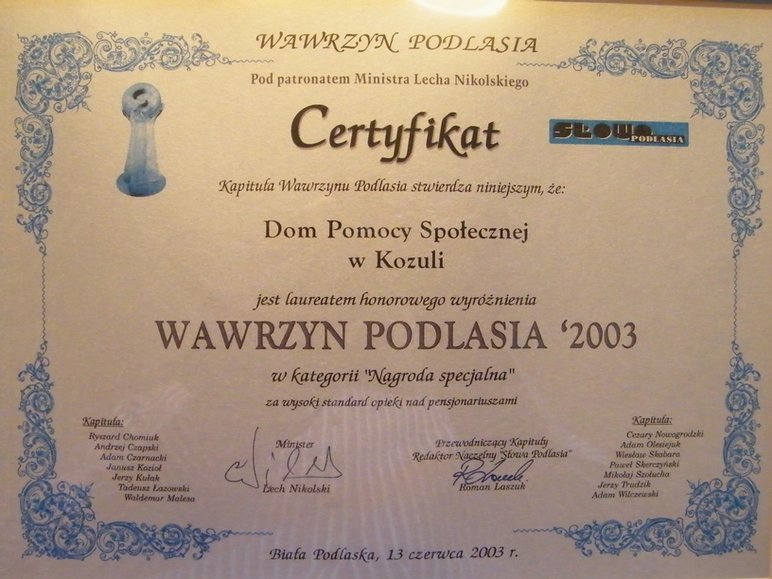 WAWRZYN PODLASIA
Pod patronatem Ministra Lecha Nikolskiego
Certyfikat
SŁOWO
PODLASIA
Kapituła Wawrzynu Podlasia stwierdza niniejszym, że:
Dom Pomocy Społecznej
w Kozuli
jest laureatem honorowego wyróżnienia
WAWRZYN PODLASIA ‘2003
w kategorii "Nagroda specjalna"
za wysoki standard opieki nad pensjonariuszami
Kapituła:
Ryszard Chomiuk
Andrzej Czapski
Adam Czarnacki
Janusz Kozioł
Jerzy Kułak
Tadeusz Łazowski
Waldemar Malesa
Minister
Lech Nikolski
Przewodniczący Kapituły
Redaktor Naczelny "Słowa Podlasia"
Roman Laszuk
Kapituła:
Cezary Nowogrodzki
Adam Olesiejuk
Wiesław Skabara
Paweł Skerczyński
Mikołaj Szołucha
Jerzy Trudzik
Adam Wilczewski
Biała Podlaska, 13 czerwca 2003 r.